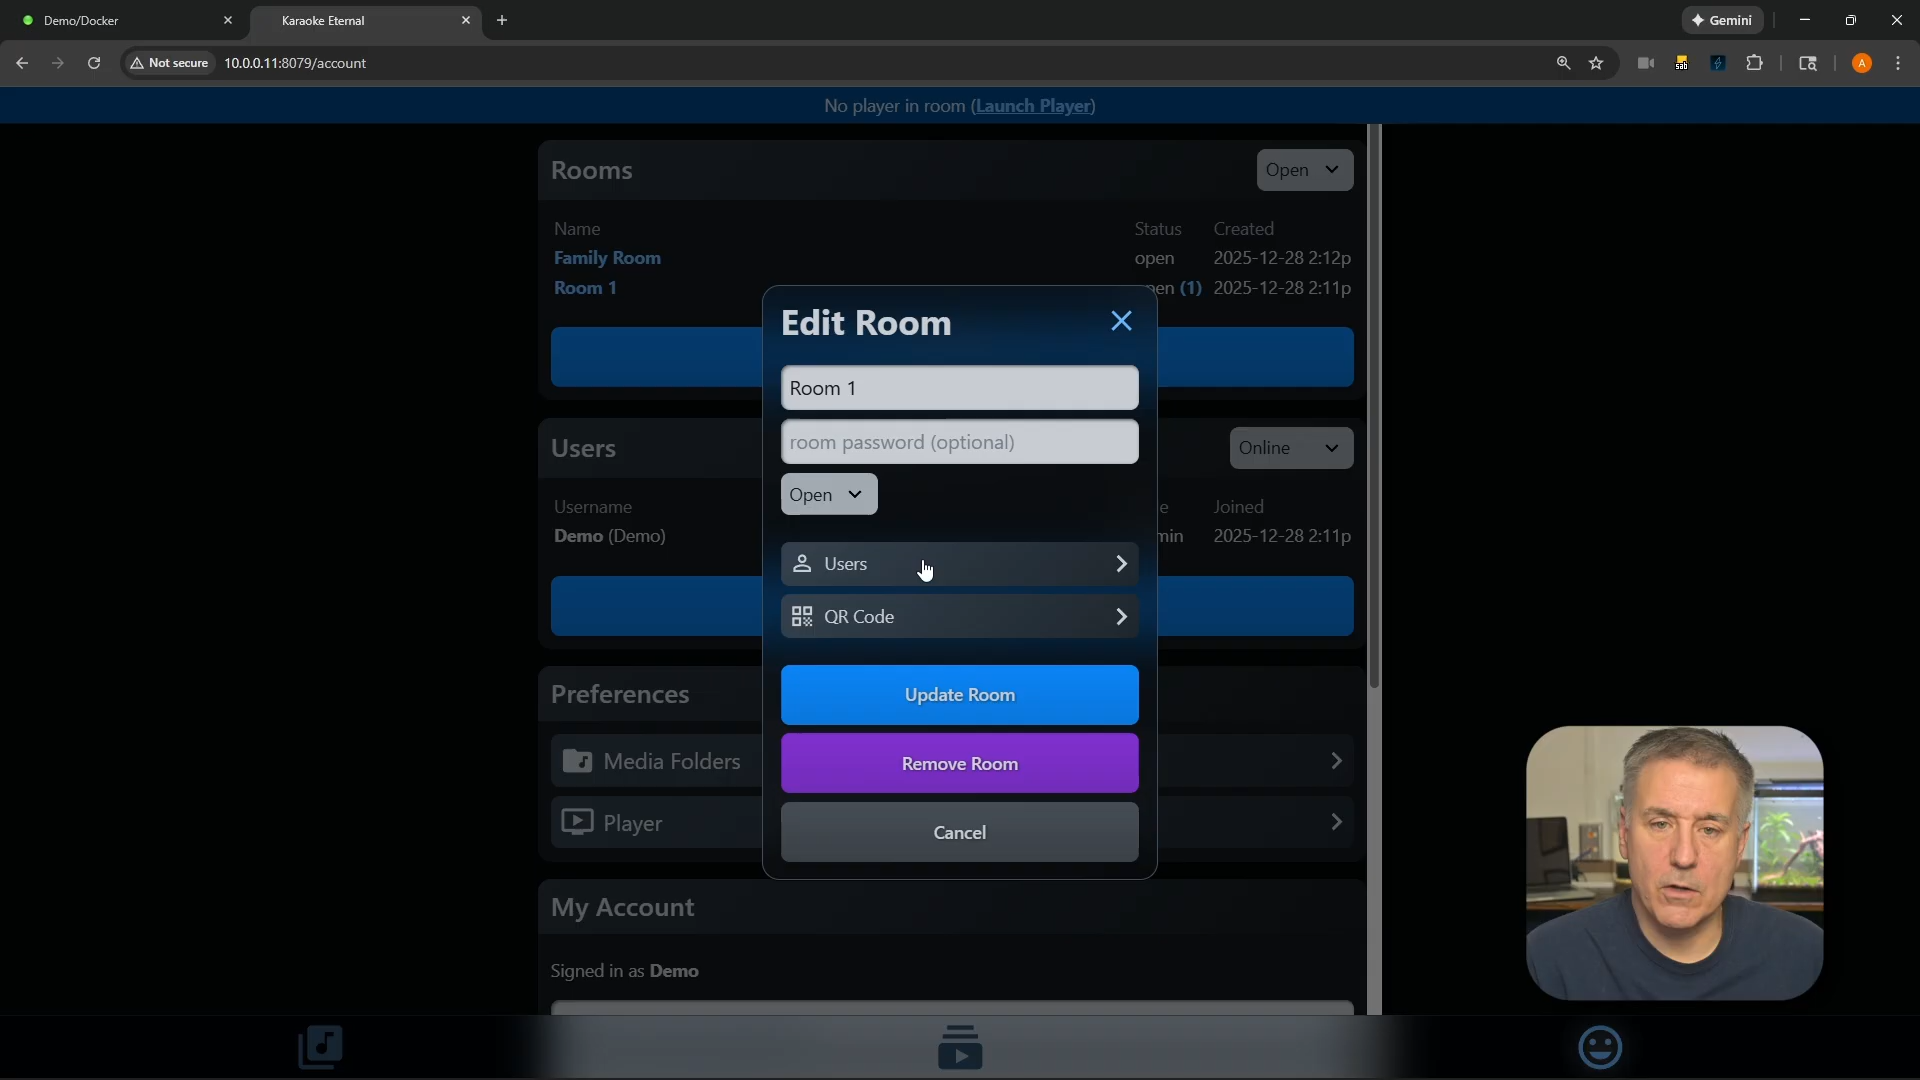 Demo/Docker
Karaoke Eternal
Gemini
Not secure
10.0.0.11:8079/account
sab
A
No player in room (Launch Player)
Rooms
Open
Name
Status
Created
Family Room
open
2025-12-28 2:12p
Room 1
en (1)
2025-12-28 2:11p
Edit Room
Room 1
room password (optional)
Open
Users
QR Code
Update Room
Remove Room
Cancel
Users
Online
Username
e
Joined
Demo (Demo)
min
2025-12-28 2:11p
Preferences
Media Folders
Player
My Account
Signed in as Demo